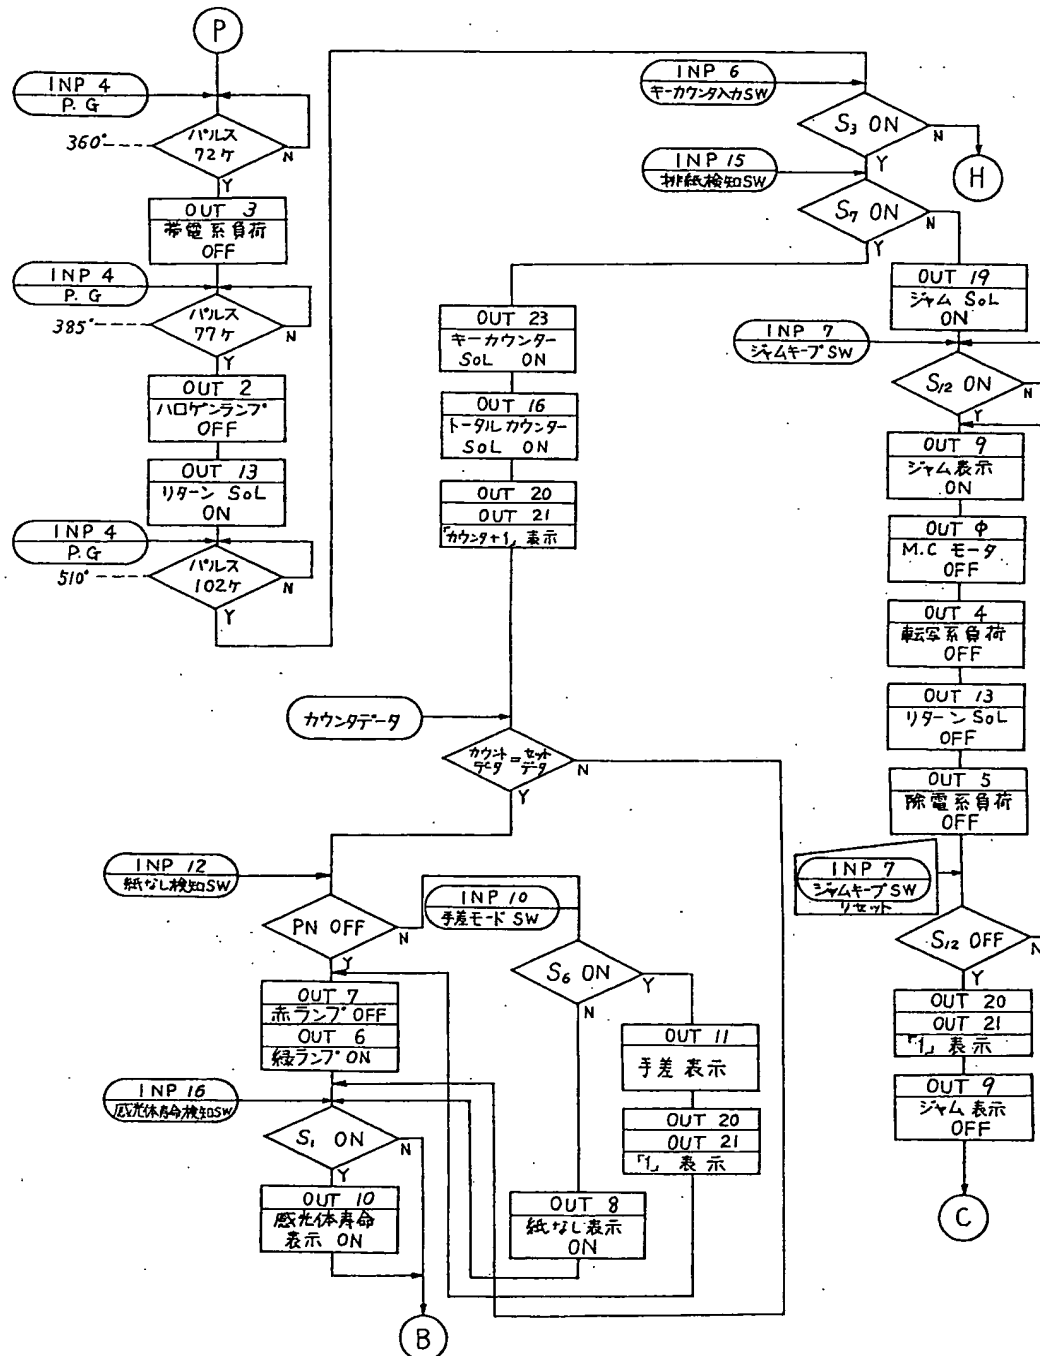 P
INP 4
P.G
360°
パルス
72ケ
N
Y
OUT 3
帯電系負荷
OFF
INP 4
P.G
385°
パルス
77ケ
N
Y
OUT 2
ハロゲンランプ
OFF
OUT 13
リターン SoL
ON
INP 4
P.G
510°
パルス
102ケ
N
Y
INP 6
キーカウンタ入力SW
S3 ON
N
Y
H
INP 15
排紙検知SW
S7 ON
N
Y
OUT 23
キーカウンター
SoL ON
OUT 16
トータルカウンター
SoL ON
OUT 20
OUT 21
「カウンタ+1」表示
OUT 19
ジャム SoL
ON
INP 7
ジャムキープSW
S12 ON
N
Y
OUT 9
ジャム表示
ON
OUT φ
M.C モータ
OFF
OUT 4
転写系負荷
OFF
OUT 13
リターンSoL
OFF
OUT 5
除電系負荷
OFF
INP 7
ジャムキープSW
リセット
S12 OFF
N
Y
OUT 20
OUT 21
「1」表示
OUT 9
ジャム表示
OFF
C
カウンタデータ
カウントデータ=セットデータ
N
Y
INP 12
紙なし検知SW
PN OFF
N
Y
INP 10
手差モードSW
S6 ON
Y
N
OUT 7
赤ランプOFF
OUT 6
緑ランプON
OUT 11
手差表示
OUT 20
OUT 21
「1」表示
INP 16
感光体寿命検知SW
S1 ON
N
Y
OUT 10
感光体寿命
表示 ON
OUT 8
紙なし表示
ON
B